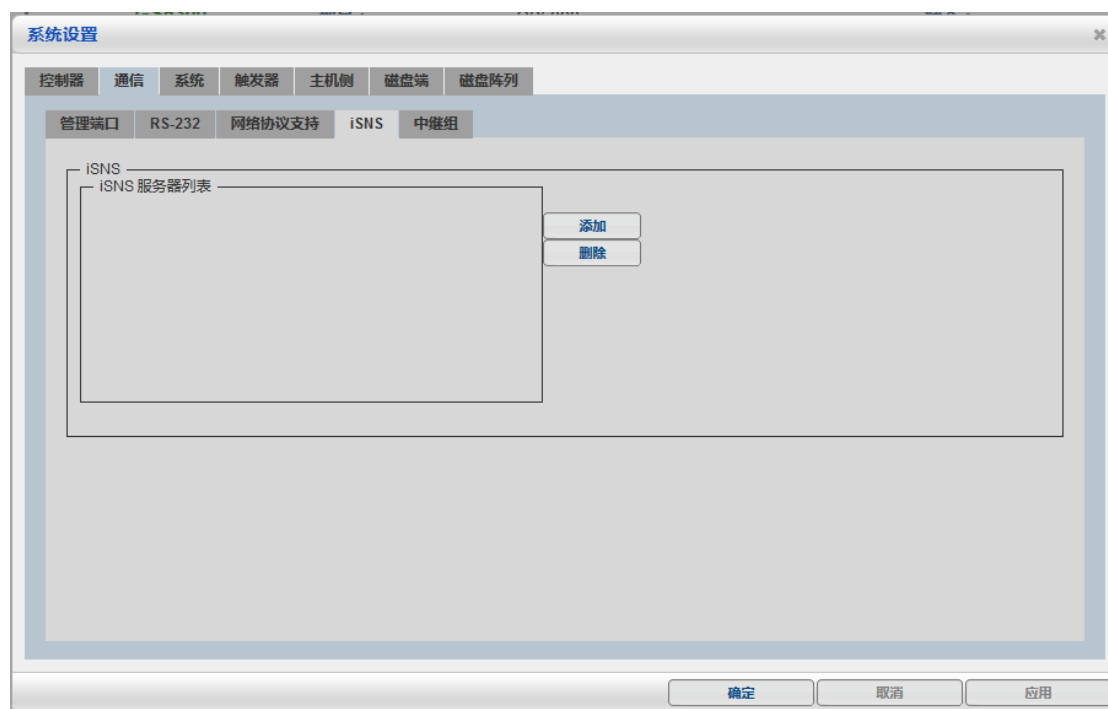 系统设置
控制器 通信 系统 触发器 主机侧 磁盘端 磁盘阵列
管理端口 RS-232 网络协议支持 iSNS 中继组
iSNS
iSNS 服务器列表
添加
删除
确定 取消 应用